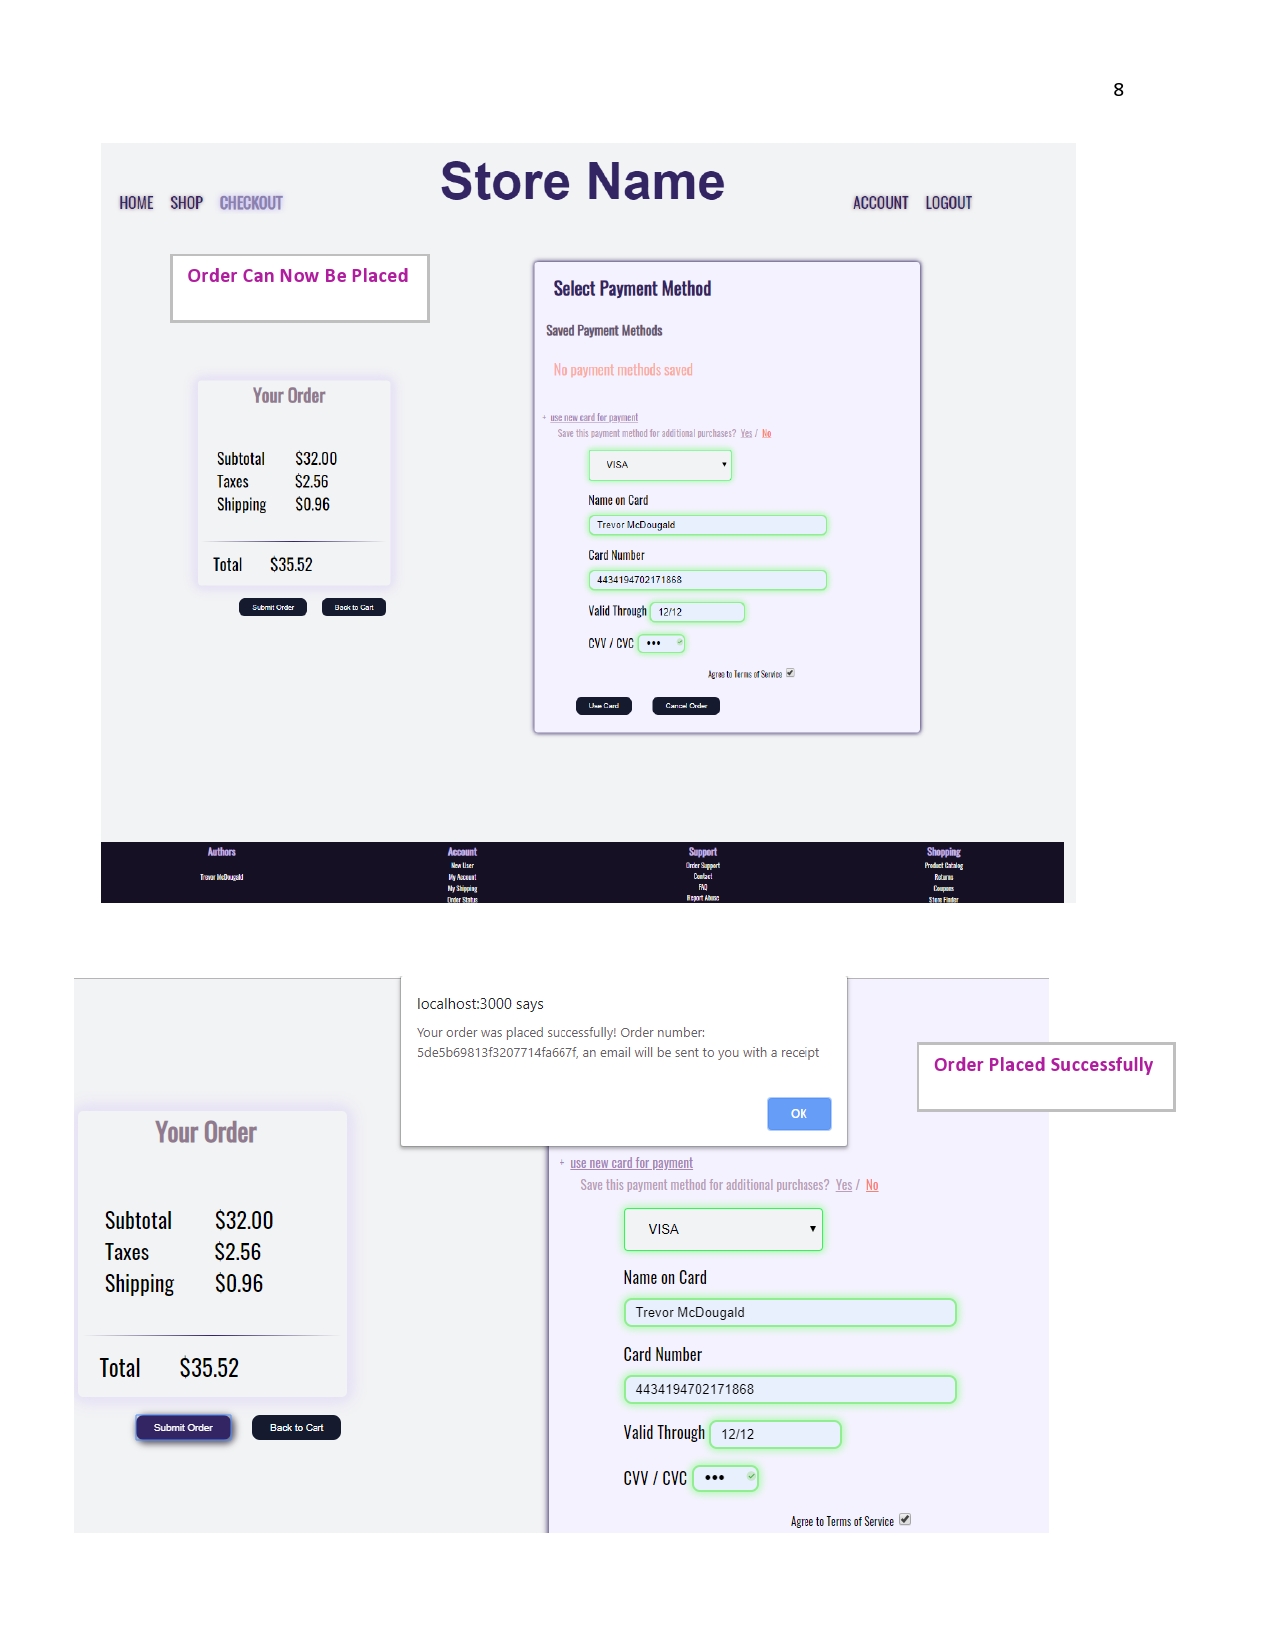 8
Store Name
HOME SHOP CHECKOUT
ACCOUNT LOGOUT
Order Can Now Be Placed
Your Order
Subtotal $32.00
Taxes $2.56
Shipping $0.96
Total $35.52
Submit Order Back to Cart
Select Payment Method
Saved Payment Methods
No payment methods saved
+ use new card for payment
Save this payment method for additional purchases? Yes / No
VISA
Name on Card
Trevor McDougald
Card Number
4434194702171868
Valid Through 12/12
CVV / CVC •••
Agree to Terms of Service
Use Card Cancel Order
Authors
Trevor McDougald
Account
New User
My Account
My Shipping
Order Status
Support
Order Support
Contact
FAQ
Report Abuse
Shopping
Product Catalog
Returns
Coupons
Store Finder
localhost:3000 says
Your order was placed successfully! Order number:
5de5b69813f3207714fa667f, an email will be sent to you with a receipt
OK
Order Placed Successfully
Your Order
Subtotal $32.00
Taxes $2.56
Shipping $0.96
Total $35.52
Submit Order Back to Cart
+ use new card for payment
Save this payment method for additional purchases? Yes / No
VISA
Name on Card
Trevor McDougald
Card Number
4434194702171868
Valid Through 12/12
CVV / CVC •••
Agree to Terms of Service